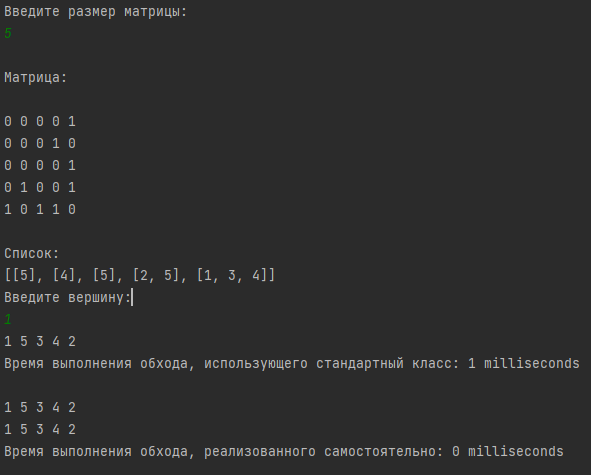 Введите размер матрицы:
5
Матрица:
0 0 0 0 1
0 0 0 1 0
0 0 0 0 1
0 1 0 0 1
1 0 1 1 0
Список:
[[5], [4], [5], [2, 5], [1, 3, 4]]
Введите вершину:
1
1 5 3 4 2
Время выполнения обхода, использующего стандартный класс: 1 milliseconds
1 5 3 4 2
1 5 3 4 2
Время выполнения обхода, реализованного самостоятельно: 0 milliseconds